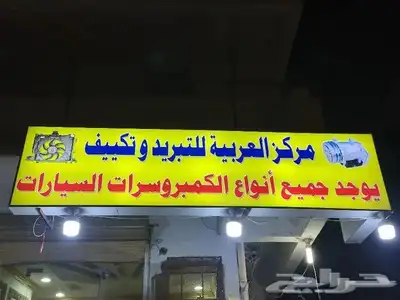 مركز العربية للتبريد وتكييف
يوجد جميع أنواع الكمبروسرات السيارات
حراج